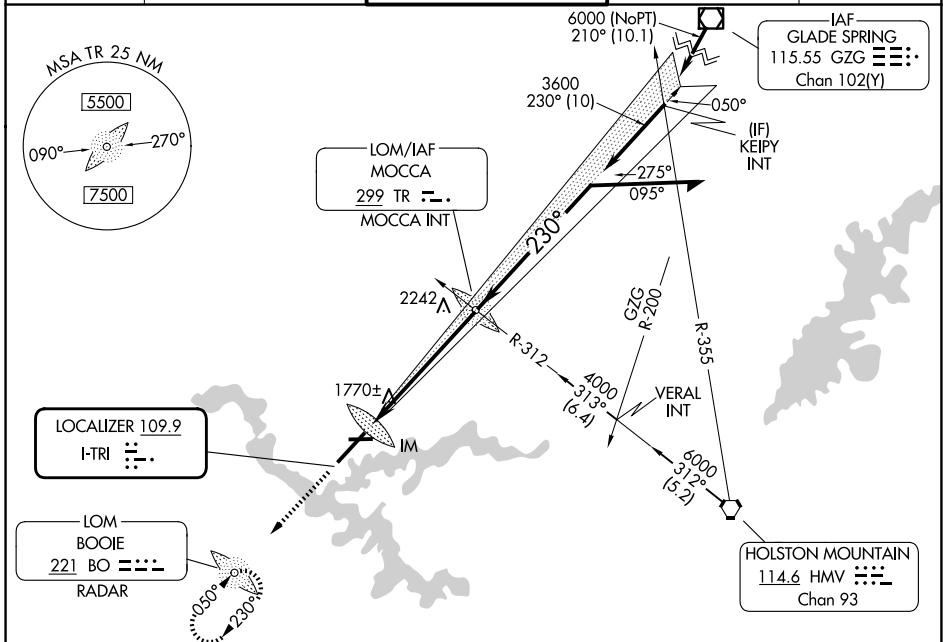 MSA TR 25 NM
5500
090°
270°
7500
6000 (NoPT)
210° (10.1)
IAF
GLADE SPRING
115.55 GZG
Chan 102(Y)
3600
230° (10)
050°
(IF)
KEIPY
INT
LOM/IAF
MOCCA
299 TR
MOCCA INT
275°
095°
230°
2242
GZG
R-200
R-312
R-355
4000
313°
(6.4)
VERAL
INT
1770±
IM
LOCALIZER 109.9
I-TRI
6000
312°
(5.2)
LOM
BOOIE
221 BO
RADAR
050°
230°
HOLSTON MOUNTAIN
114.6 HMV
Chan 93